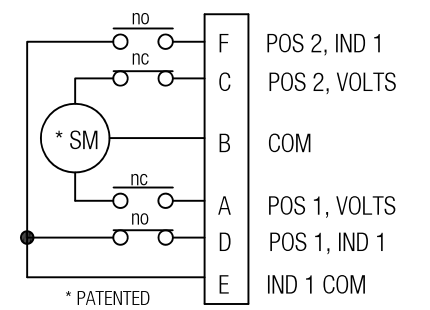 no
F POS 2, IND 1
nc
C POS 2, VOLTS
* SM
B COM
nc
A POS 1, VOLTS
no
D POS 1, IND 1
E IND 1 COM
* PATENTED